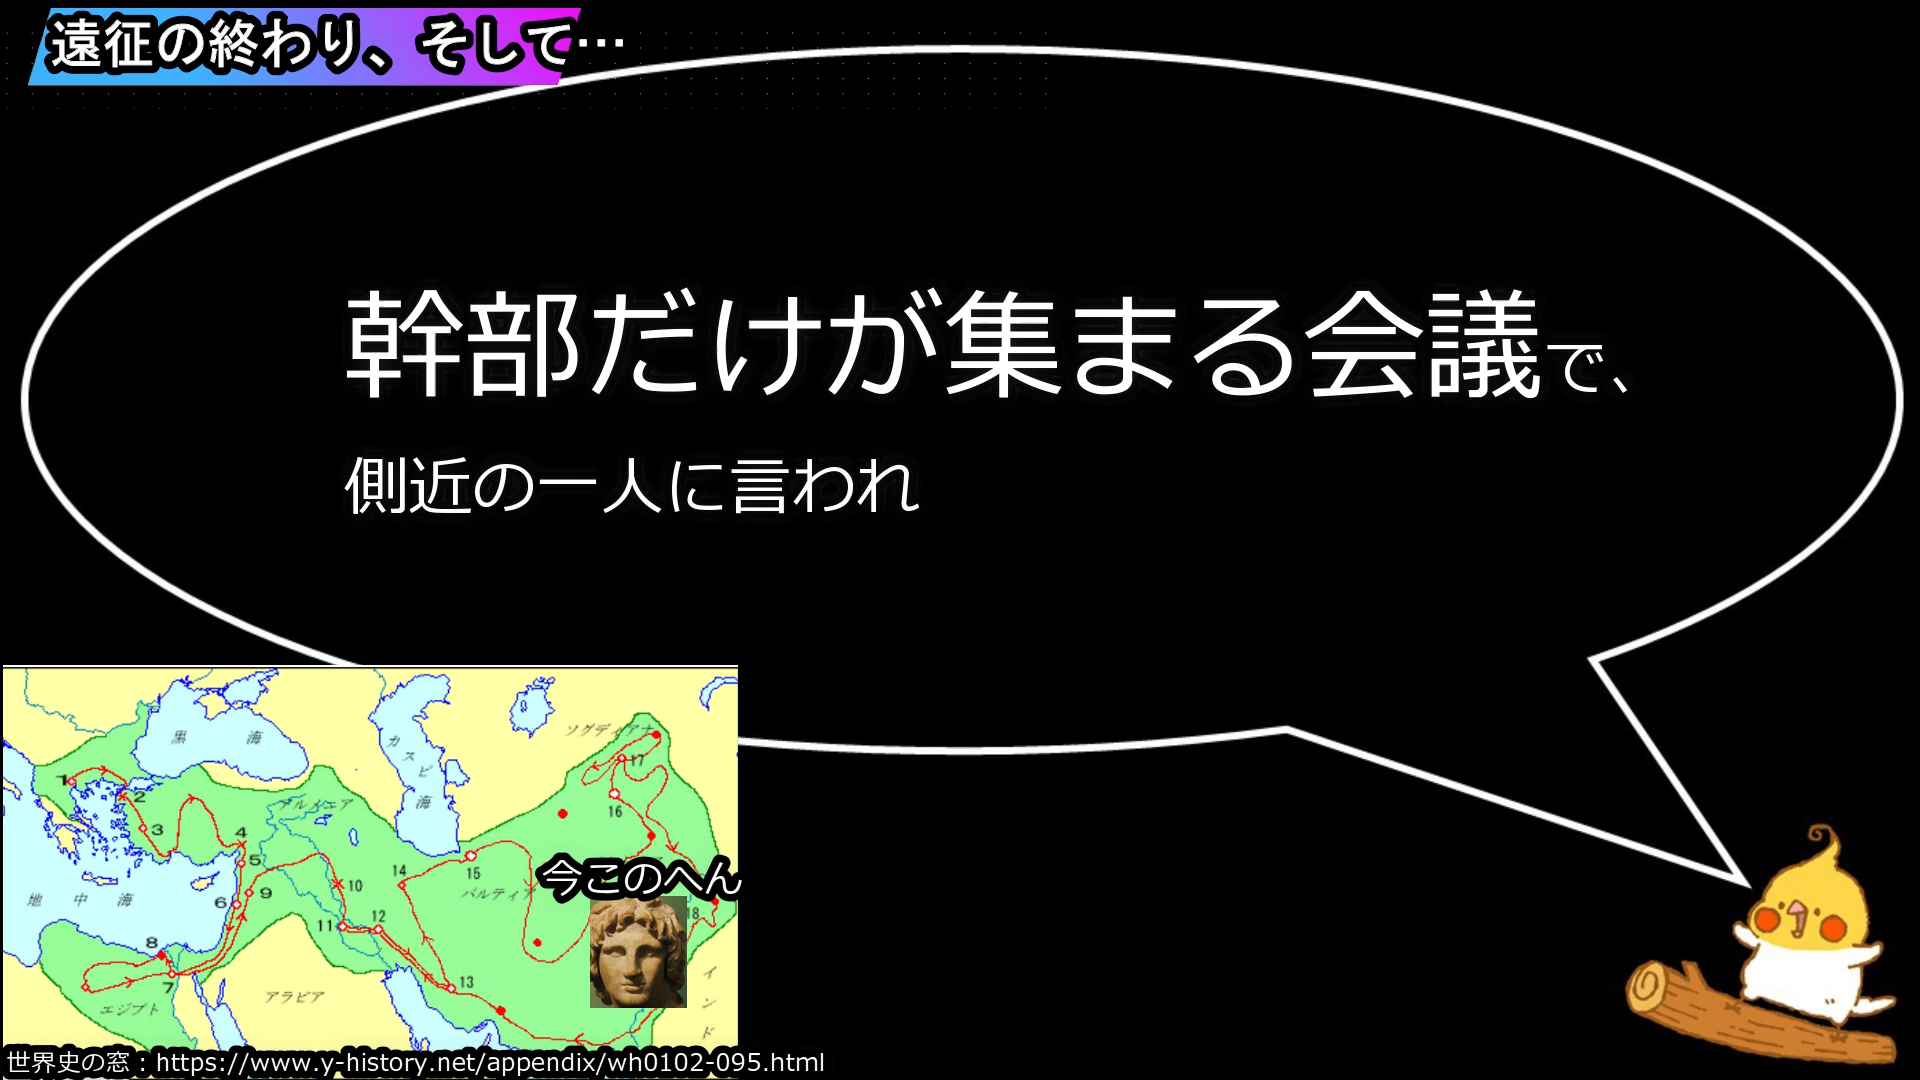 遠征の終わり、そして…
幹部だけが集まる会議で、
側近の一人に言われ
黒 海
カスピ海
ソグディアナ
アルメニア
地 中 海
パルティア
エジプト
アラビア
インド
1
2
3
4
5
6
7
8
9
10
11
12
13
14
15
16
17
18
今このへん
世界史の窓：https://www.y-history.net/appendix/wh0102-095.html